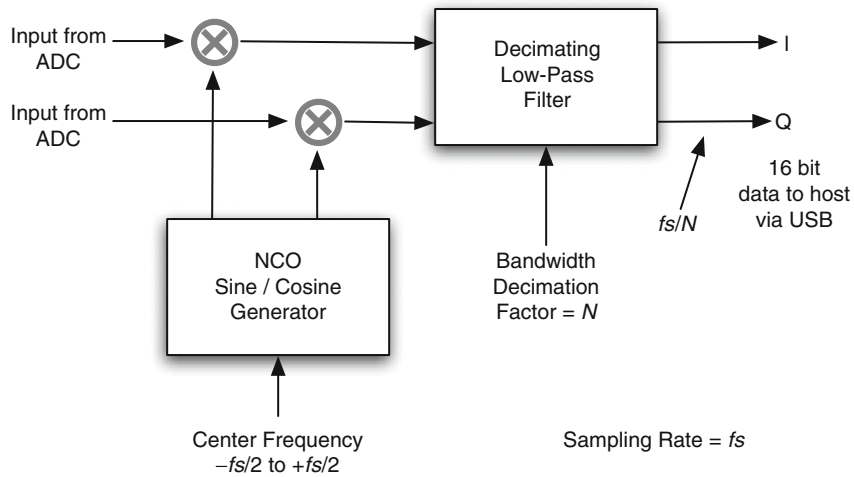 Input from
ADC
Decimating
Low-Pass
Filter
I
Input from
ADC
Q
16 bit
data to host
via USB
fs/N
NCO
Sine / Cosine
Generator
Bandwidth
Decimation
Factor = N
Center Frequency
−fs/2 to +fs/2
Sampling Rate = fs